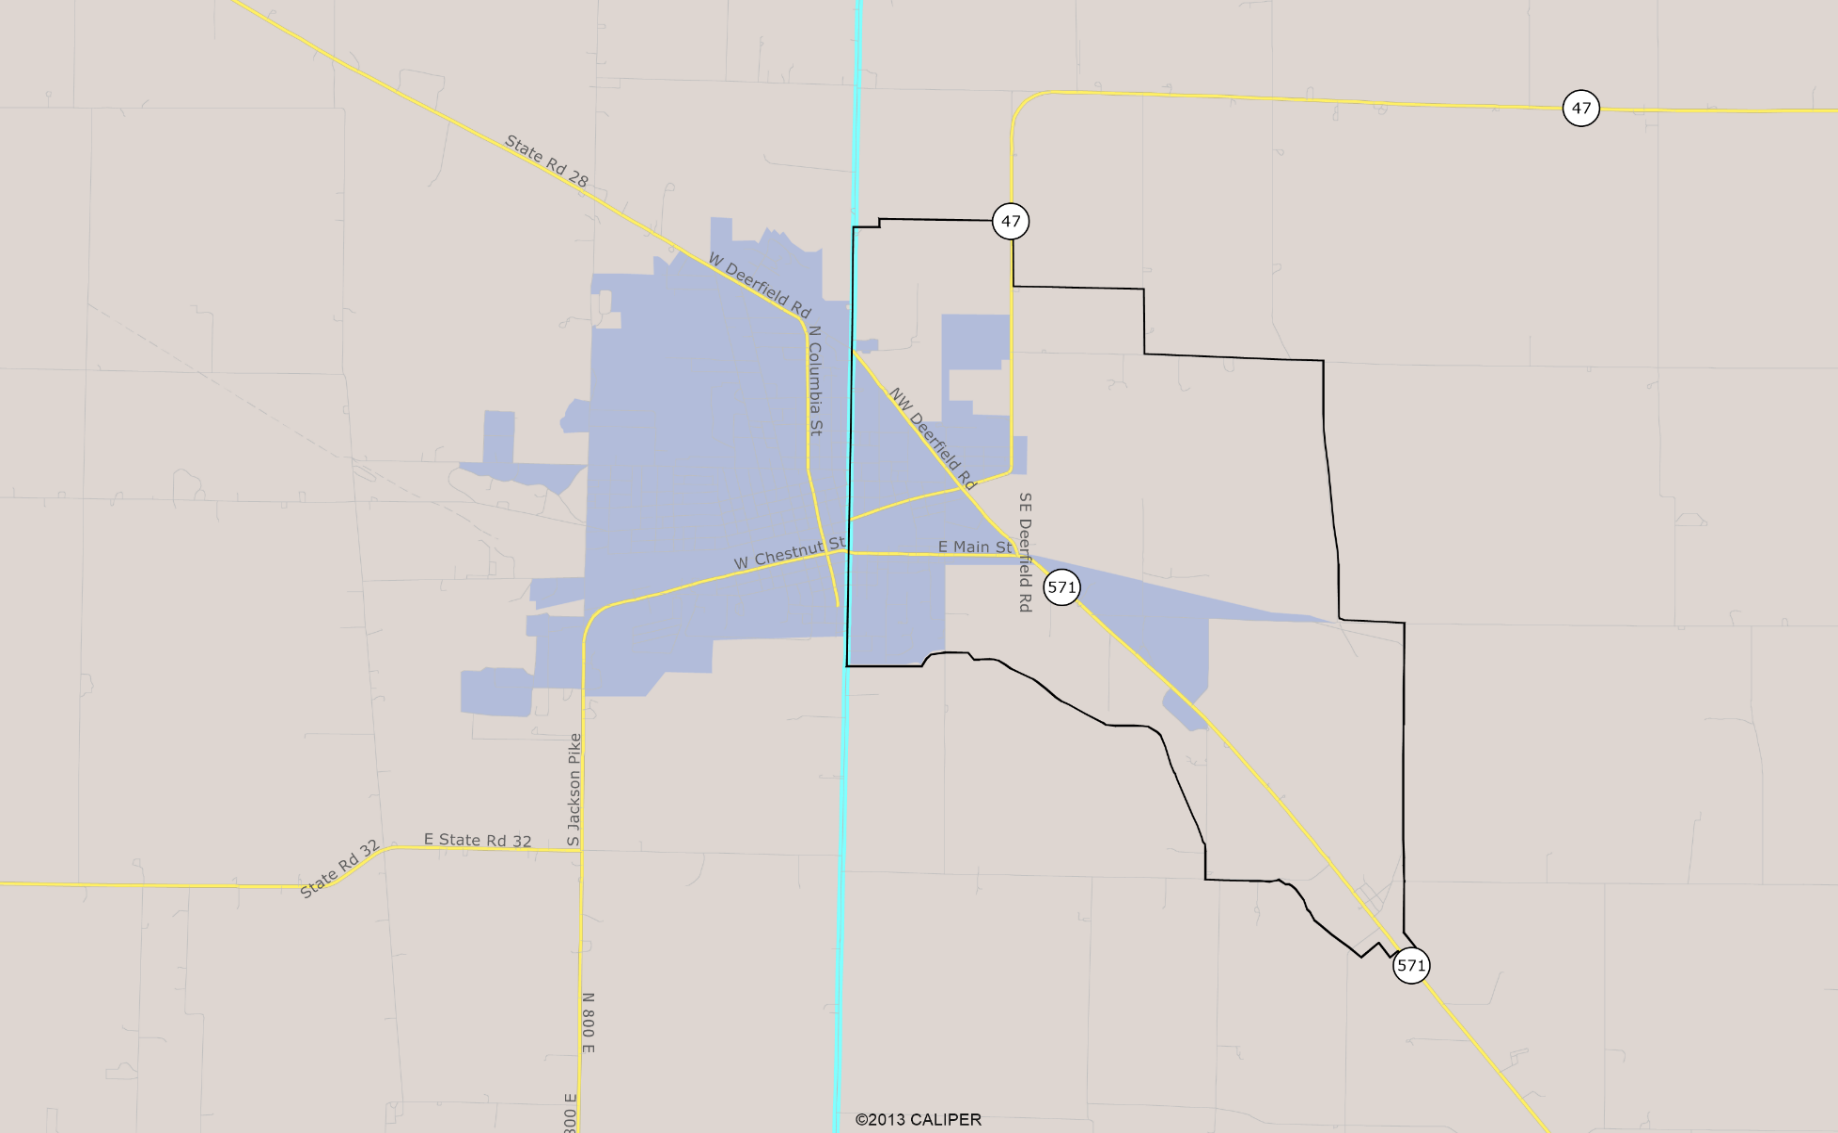 47
State Rd 28
47
W Deerfield Rd
N Columbia St
NW Deerfield Rd
SE Deerfield Rd
W Chestnut St
E Main St
571
S Jackson Pike
E State Rd 32
State Rd 32
571
N 800 E
800 E
©2013 CALIPER